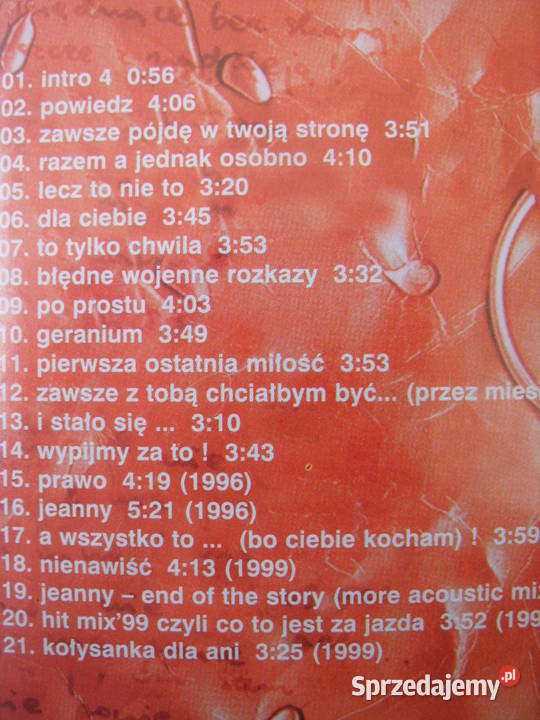 01. intro 4 0:56
02. powiedz 4:06
03. zawsze pójdę w twoją stronę 3:51
04. razem a jednak osobno 4:10
05. lecz to nie to 3:20
06. dla ciebie 3:45
07. to tylko chwila 3:53
08. błędne wojenne rozkazy 3:32
09. po prostu 4:03
10. geranium 3:49
11. pierwsza ostatnia miłość 3:53
12. zawsze z tobą chciałbym być... (przez mies
13. i stało się ... 3:10
14. wypijmy za to ! 3:43
15. prawo 4:19 (1996)
16. jeanny 5:21 (1996)
17. a wszystko to ... (bo ciebie kocham) ! 3:59
18. nienawiść 4:13 (1999)
19. jeanny – end of the story (more acoustic mix
20. hit mix'99 czyli co to jest za jazda 3:52 (199
21. kołysanka dla ani 3:25 (1999)
Sprzedajemy.pl